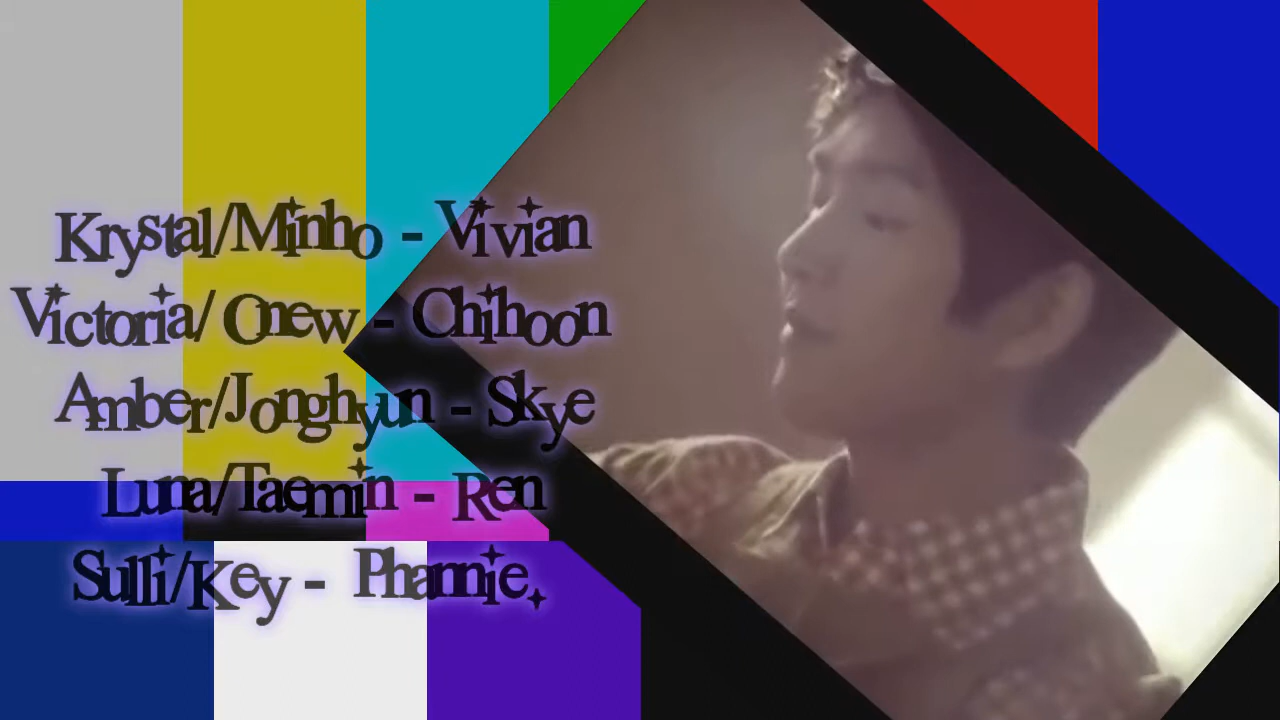 Krystal/Minho - Vivian
Victoria/ Onew - Chihoon
Amber/Jonghyun - Skye
Luna/Taemin - Ren
Sulli/Key - Phannie.